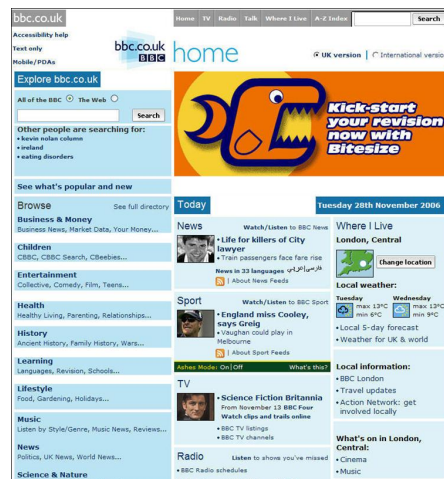 bbc.co.uk
Home TV Radio Talk Where I Live A-Z Index Search
Accessibility help
Text only
Mobile/PDAs
bbc.co.uk
BBC
home
UK version | International versio
Explore bbc.co.uk
All of the BBC The Web
Search
Other people are searching for:
• kevin nolan column
• ireland
• eating disorders
See what's popular and new
Kick-start
your revision
now with
Bitesize
Browse See full directory
Business & Money
Business News, Market Data, Your Money...
Children
CBBC, CBBC Search, CBeebies...
Entertainment
Collective, Comedy, Film, Teens...
Health
Healthy Living, Parenting, Relationships...
History
Ancient History, Family History, Wars...
Learning
Languages, Revision, Schools...
Lifestyle
Food, Gardening, Holidays...
Music
Listen by Style/Genre, Music News, Reviews...
News
Politics, UK News, World News...
Science & Nature
Today Tuesday 28th November 2006
News Watch/Listen to BBC News
• Life for killers of City
lawyer
• Train passengers face fare rise
News in 33 languages فارسی|عربي
| About News Feeds
Sport Watch/Listen to BBC Sport
• England miss Cooley,
says Greig
• Vaughan could play in
Melbourne
| About Sport Feeds
Ashes Mode: On|Off What's this?
TV
• Science Fiction Britannia
From November 13 BBC Four
Watch clips and trails online
• BBC TV listings
• BBC TV channels
Radio Listen to shows you've missed
• BBC Radio schedules
Where I Live
London, Central
Change location
Local weather:
Tuesday Wednesday
max 13°C max 13°C
min 6°C min 9°C
• Local 5-day forecast
• Weather for UK & world
Local information:
• BBC London
• Travel updates
• Action Network: get
involved locally
What's on in London,
Central:
• Cinema
• Music